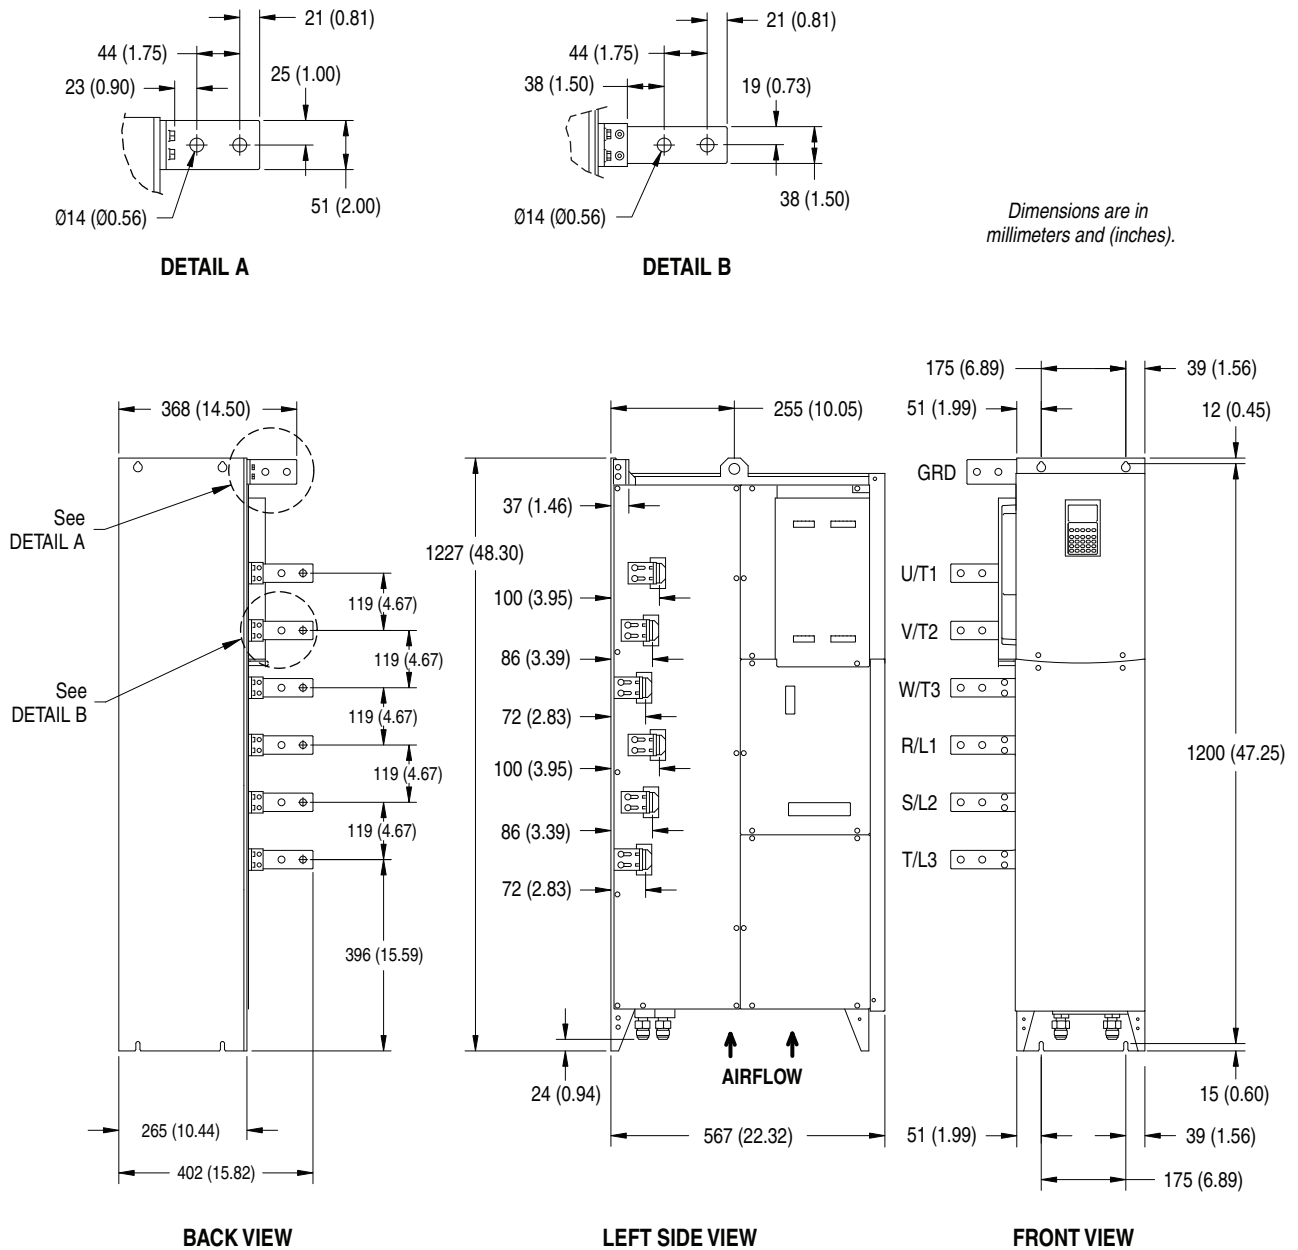 21 (0.81)
44 (1.75)
25 (1.00)
23 (0.90)
51 (2.00)
Ø14 (Ø0.56)
DETAIL A
21 (0.81)
44 (1.75)
38 (1.50)
19 (0.73)
38 (1.50)
Ø14 (Ø0.56)
DETAIL B
Dimensions are in
millimeters and (inches).
368 (14.50)
See
DETAIL A
See
DETAIL B
119 (4.67)
119 (4.67)
119 (4.67)
119 (4.67)
119 (4.67)
396 (15.59)
265 (10.44)
402 (15.82)
BACK VIEW
255 (10.05)
37 (1.46)
1227 (48.30)
100 (3.95)
86 (3.39)
72 (2.83)
100 (3.95)
86 (3.39)
72 (2.83)
AIRFLOW
24 (0.94)
567 (22.32)
LEFT SIDE VIEW
175 (6.89)
39 (1.56)
51 (1.99)
12 (0.45)
GRD
U/T1
V/T2
W/T3
R/L1
S/L2
T/L3
1200 (47.25)
15 (0.60)
51 (1.99)
39 (1.56)
175 (6.89)
FRONT VIEW